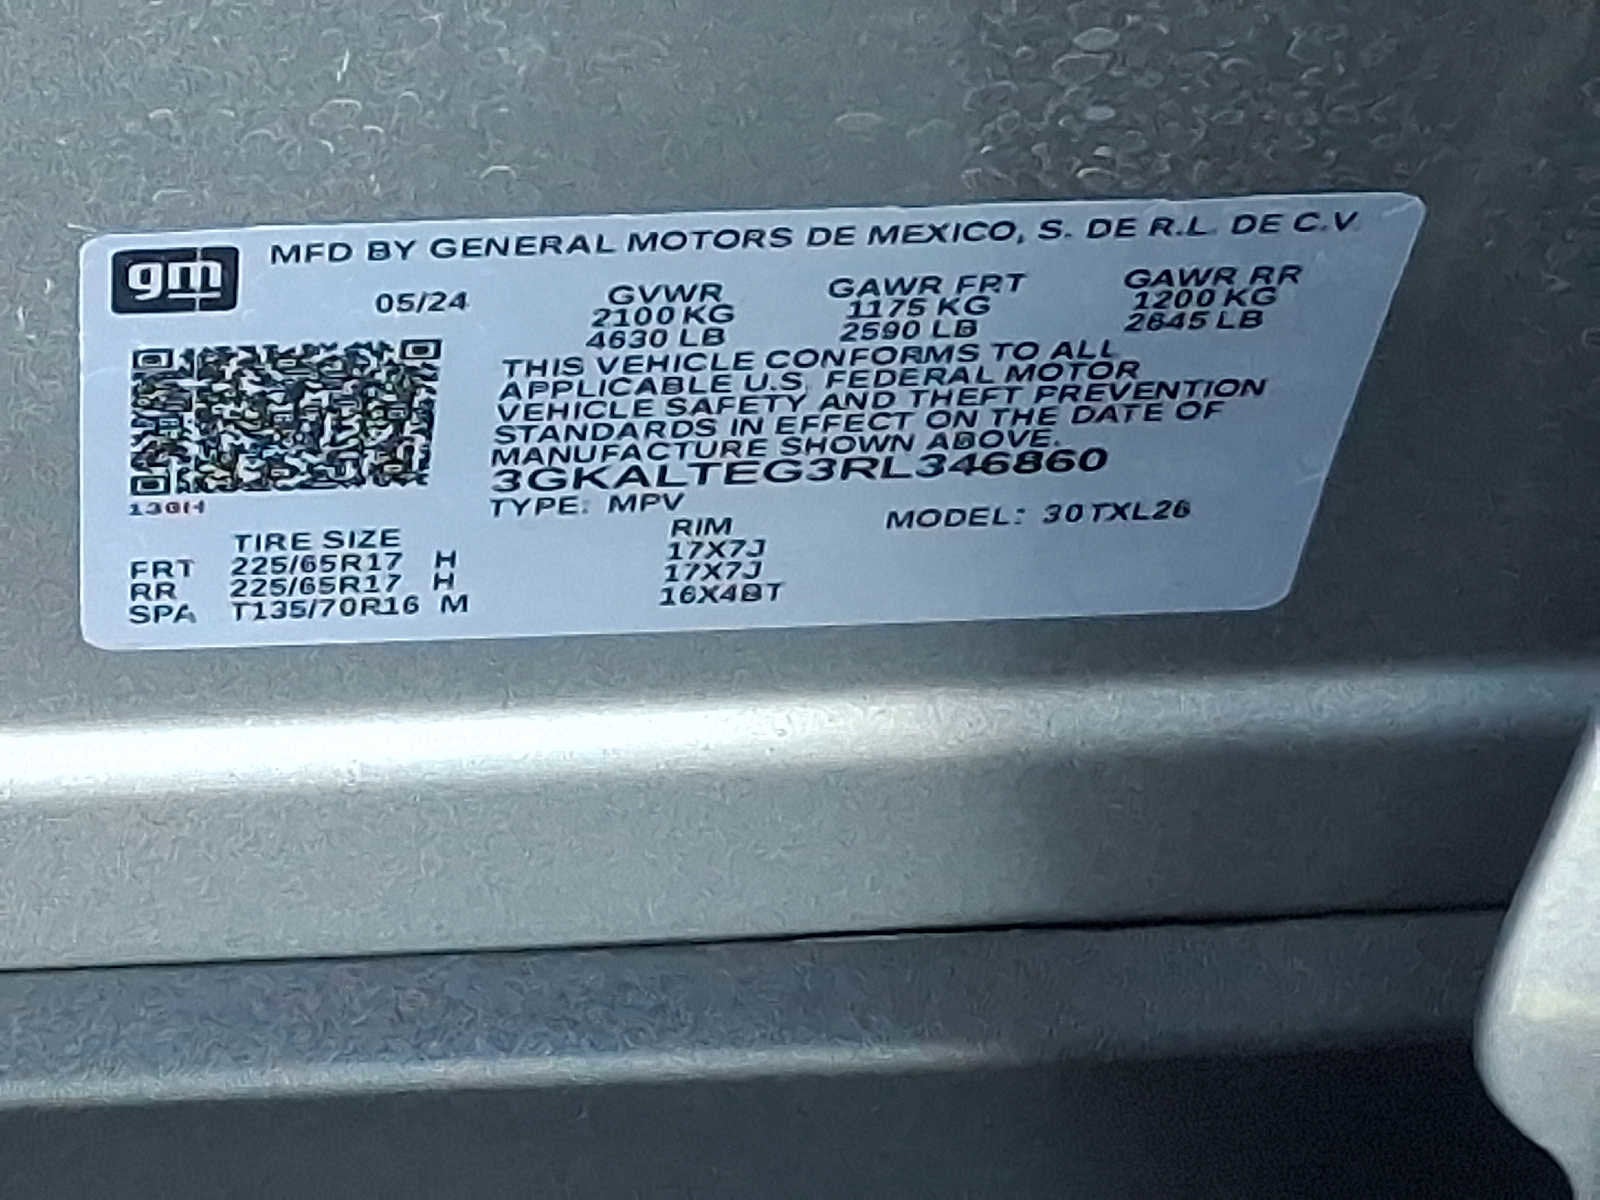 gm MFD BY GENERAL MOTORS DE MEXICO, S. DE R.L. DE C.V
05/24 GVWR GAWR FRT GAWR RR
2100 KG 1175 KG 1200 KG
4630 LB 2590 LB 2645 LB
THIS VEHICLE CONFORMS TO ALL
APPLICABLE U.S. FEDERAL MOTOR
VEHICLE SAFETY AND THEFT PREVENTION
STANDARDS IN EFFECT ON THE DATE OF
MANUFACTURE SHOWN ABOVE.
3GKALTEG3RL346860
TYPE: MPV MODEL: 30TXL26
TIRE SIZE RIM
FRT 225/65R17 H 17X7J
RR 225/65R17 H 17X7J
SPA T135/70R16 M 16X4BT